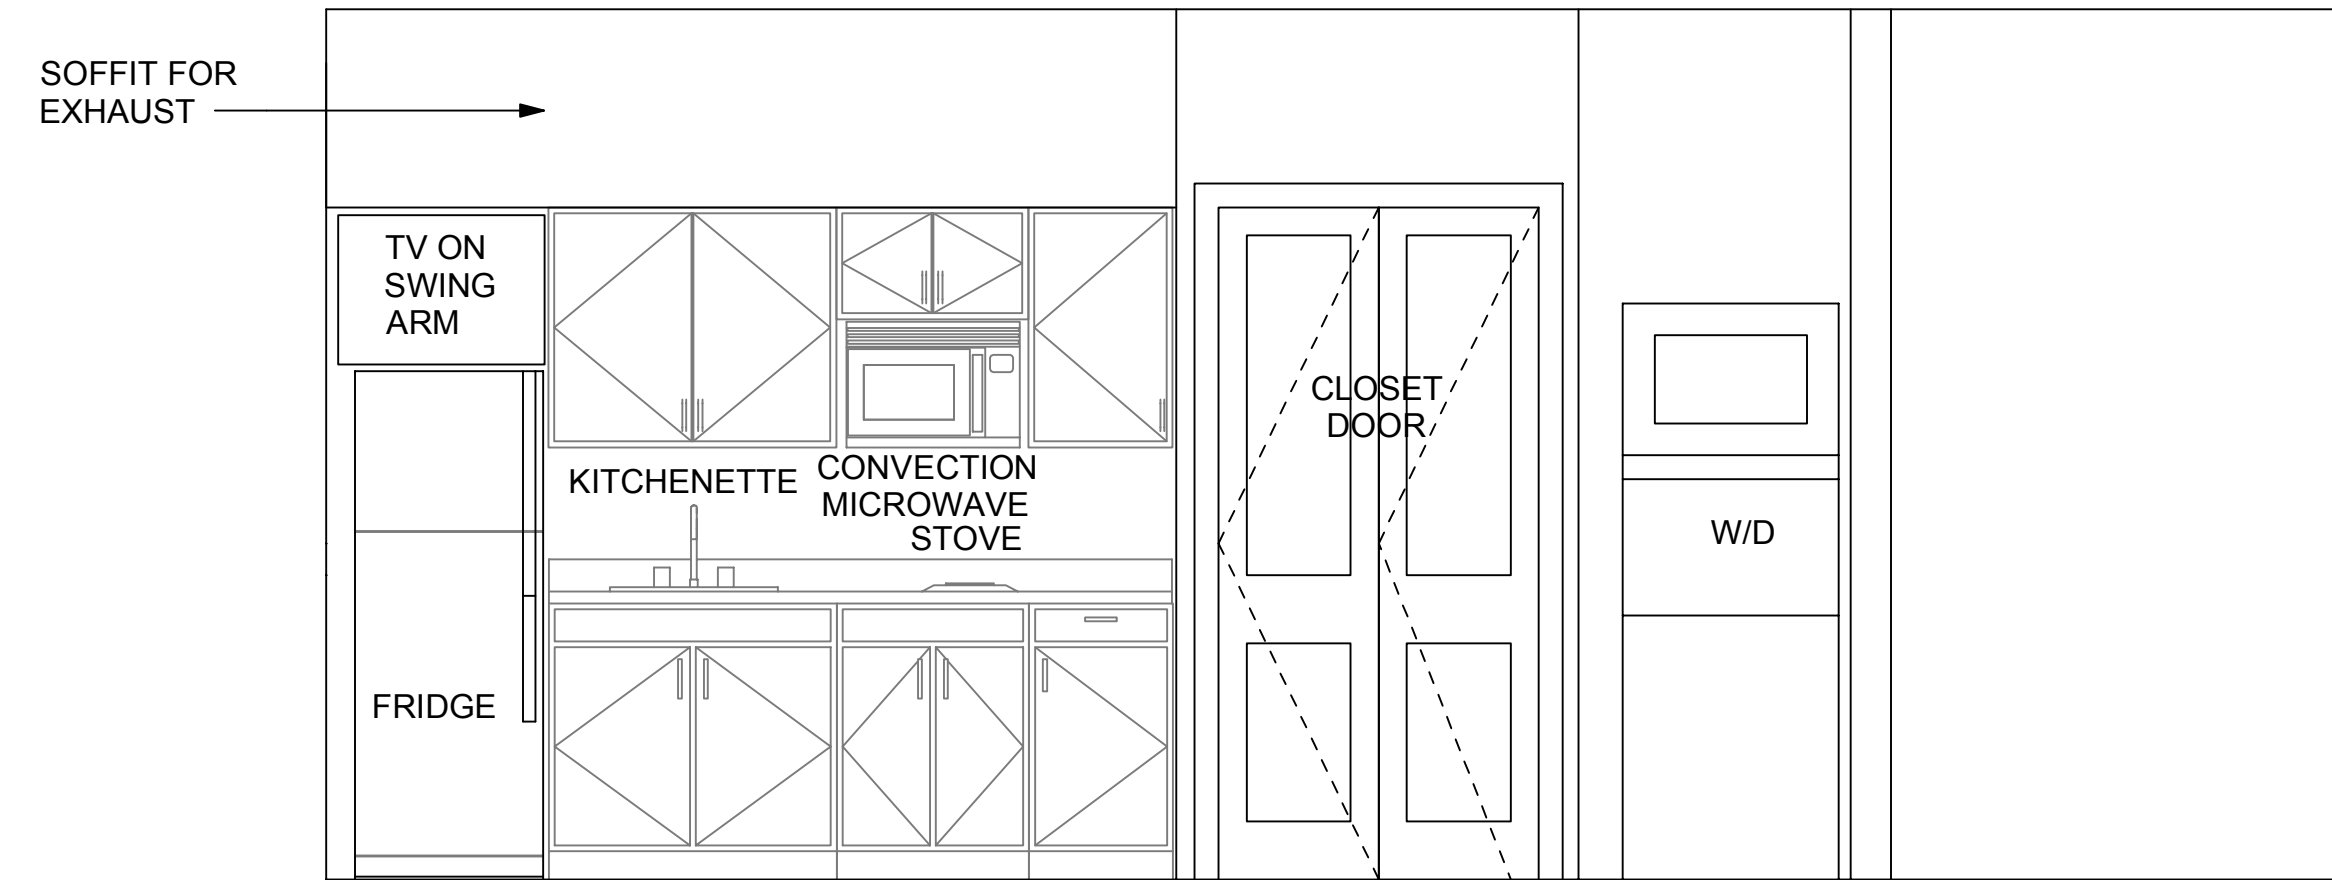 SOFFIT FOR
EXHAUST
TV ON
SWING
ARM
CLOSET
DOOR
KITCHENETTE
CONVECTION
MICROWAVE
STOVE
W/D
FRIDGE